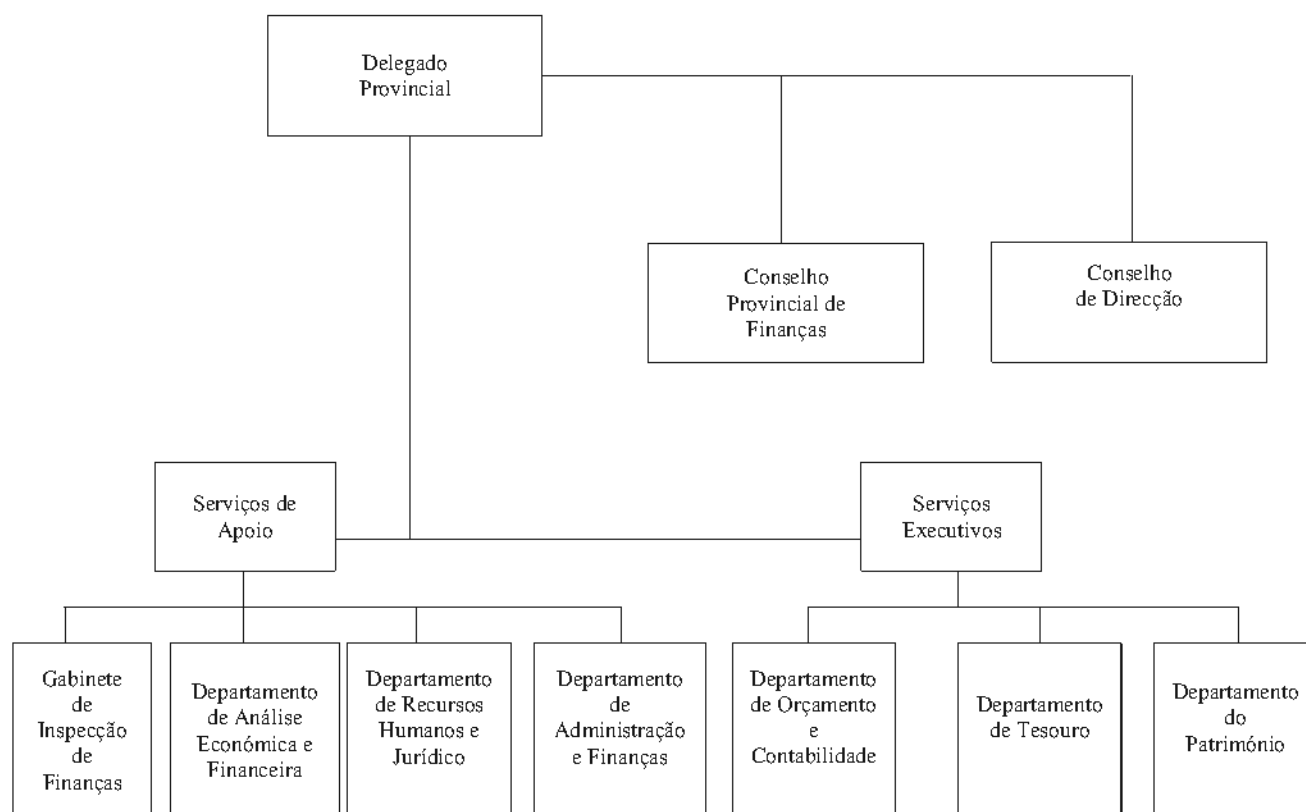 Delegado
Provincial
Conselho
Provincial de
Finanças
Conselho
de Direcção
Serviços de
Apoio
Serviços
Executivos
Gabinete
de
Inspecção
de
Finanças
Departamento
de Análise
Económica e
Financeira
Departamento
de Recursos
Humanos e
Jurídico
Departamento
de
Administração
e Finanças
Departamento
de Orçamento
e
Contabilidade
Departamento
de Tesouro
Departamento
do
Património